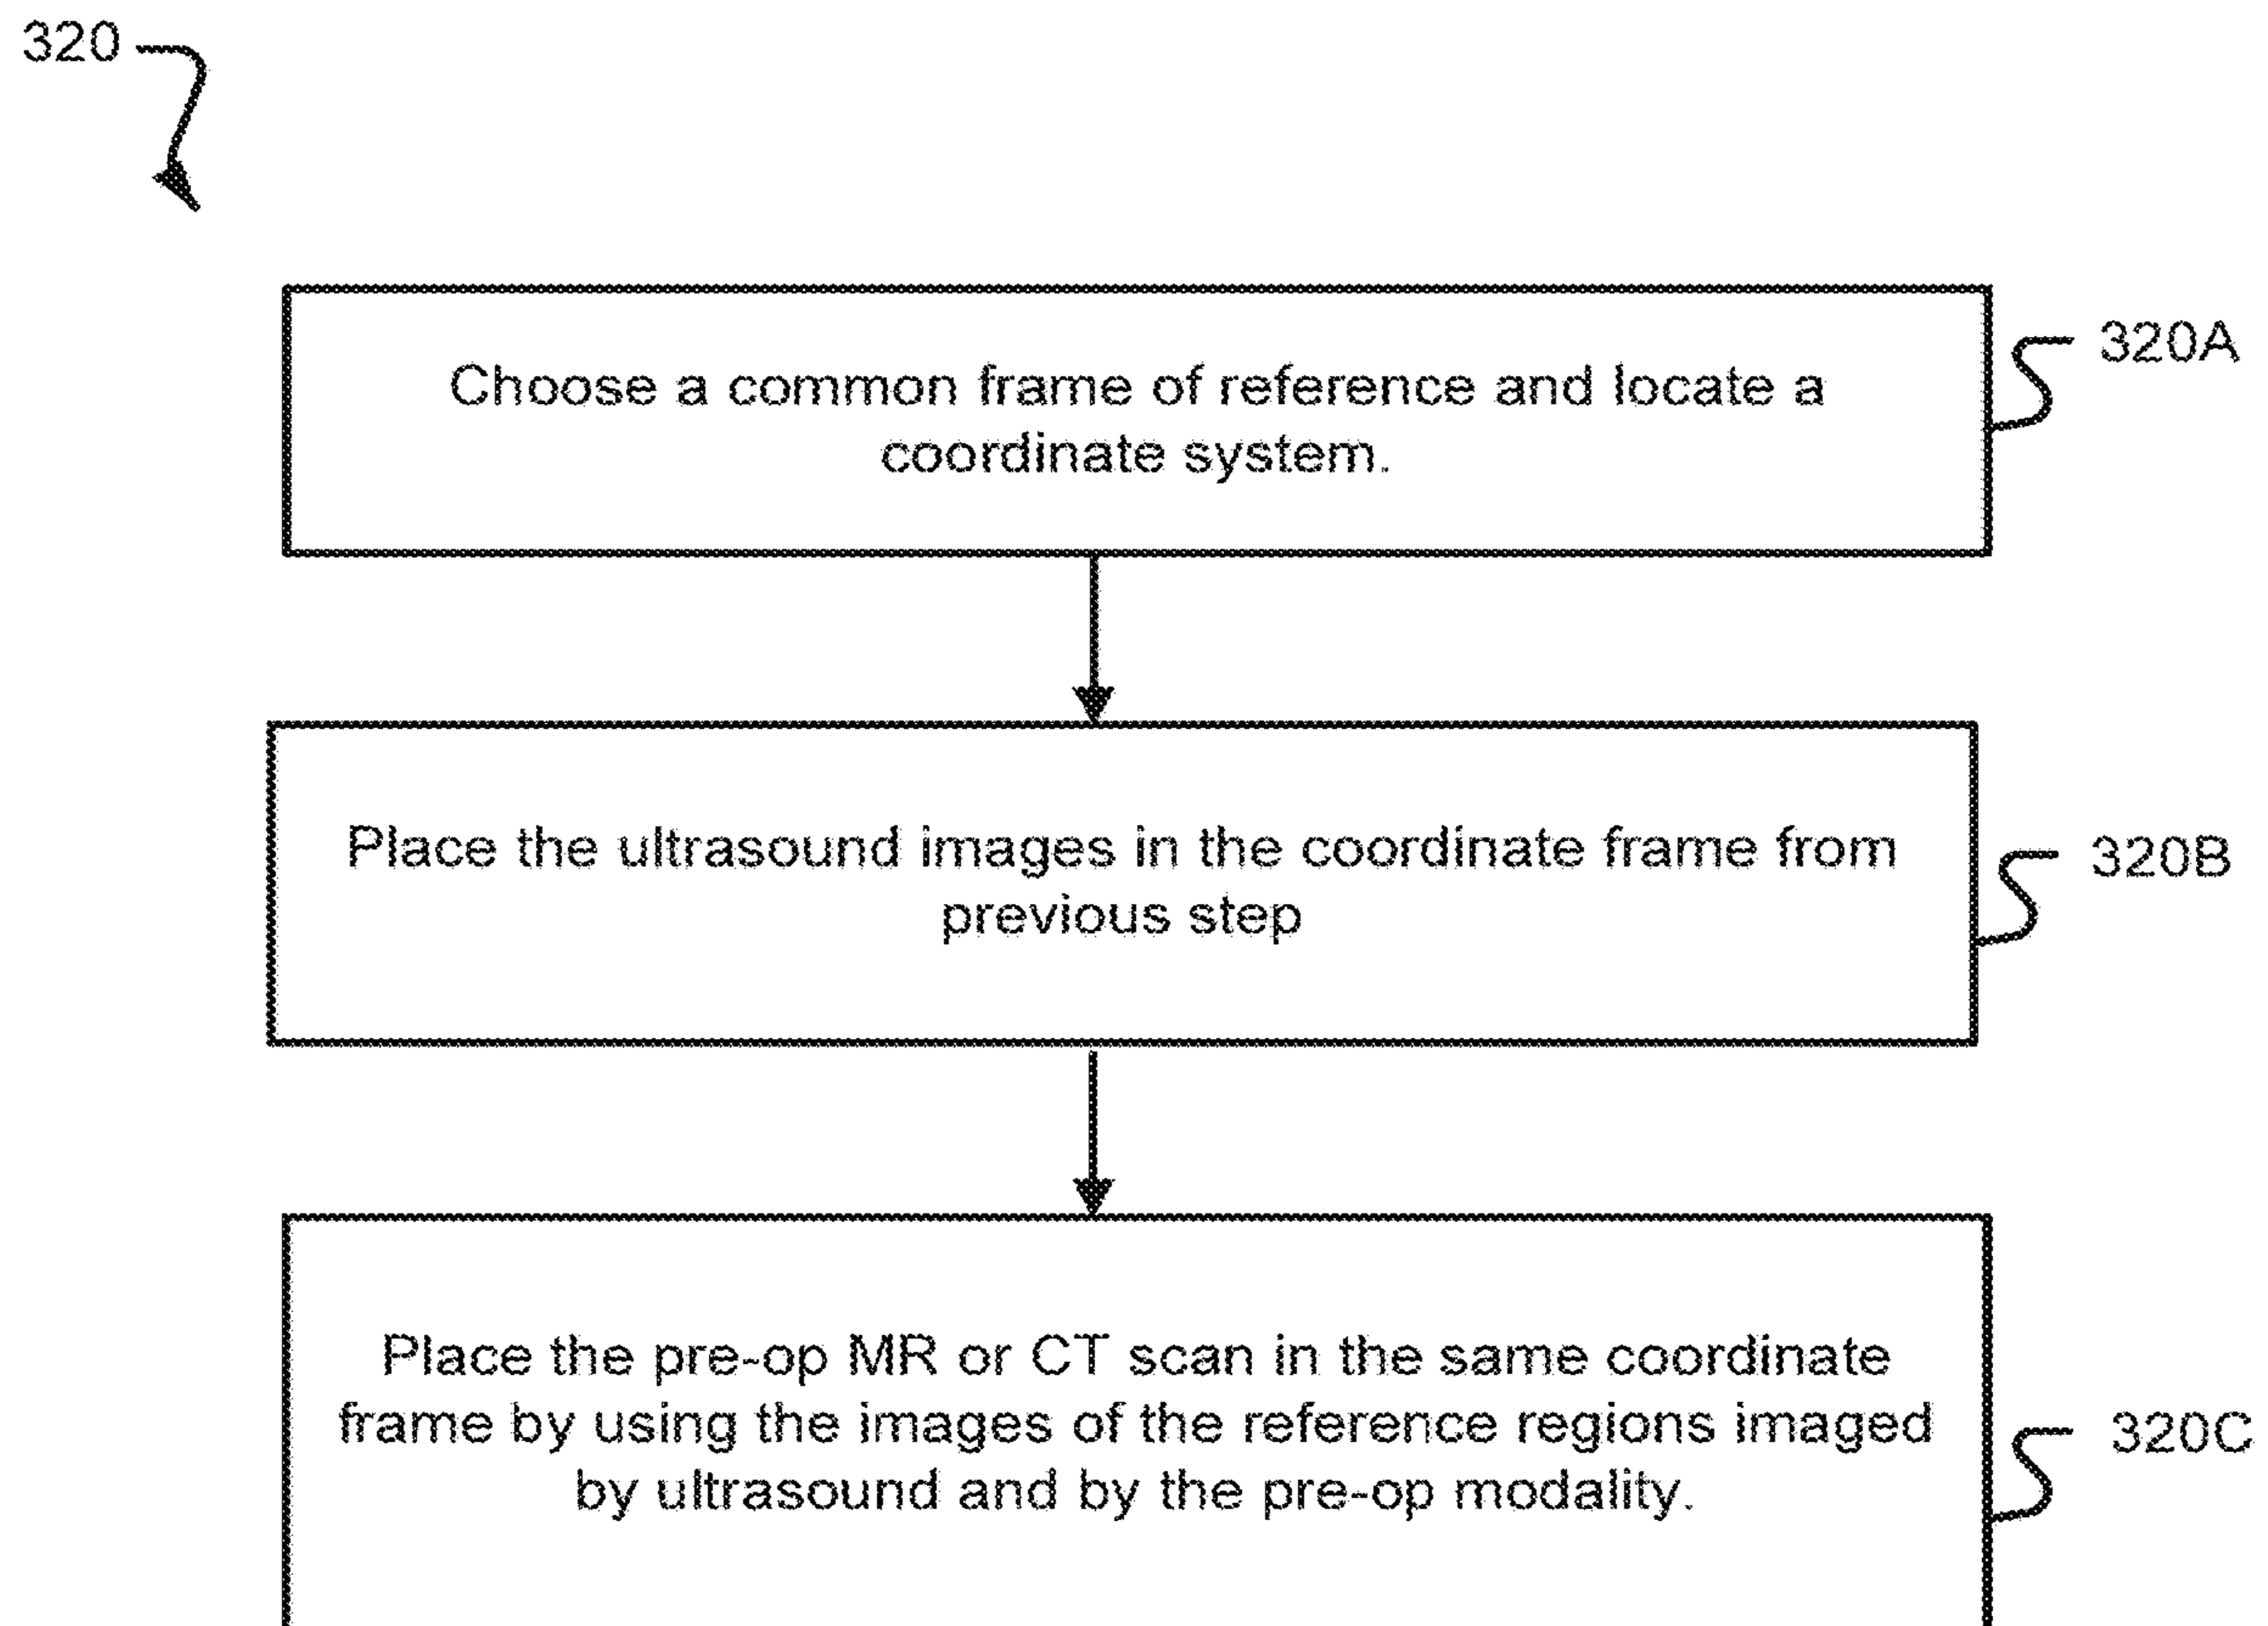 320
Choose a common frame of reference and locate a
coordinate system.
320A
Place the ultrasound images in the coordinate frame from
previous step
320B
Place the pre-op MR or CT scan in the same coordinate
frame by using the images of the reference regions imaged
by ultrasound and by the pre-op modality.
320C